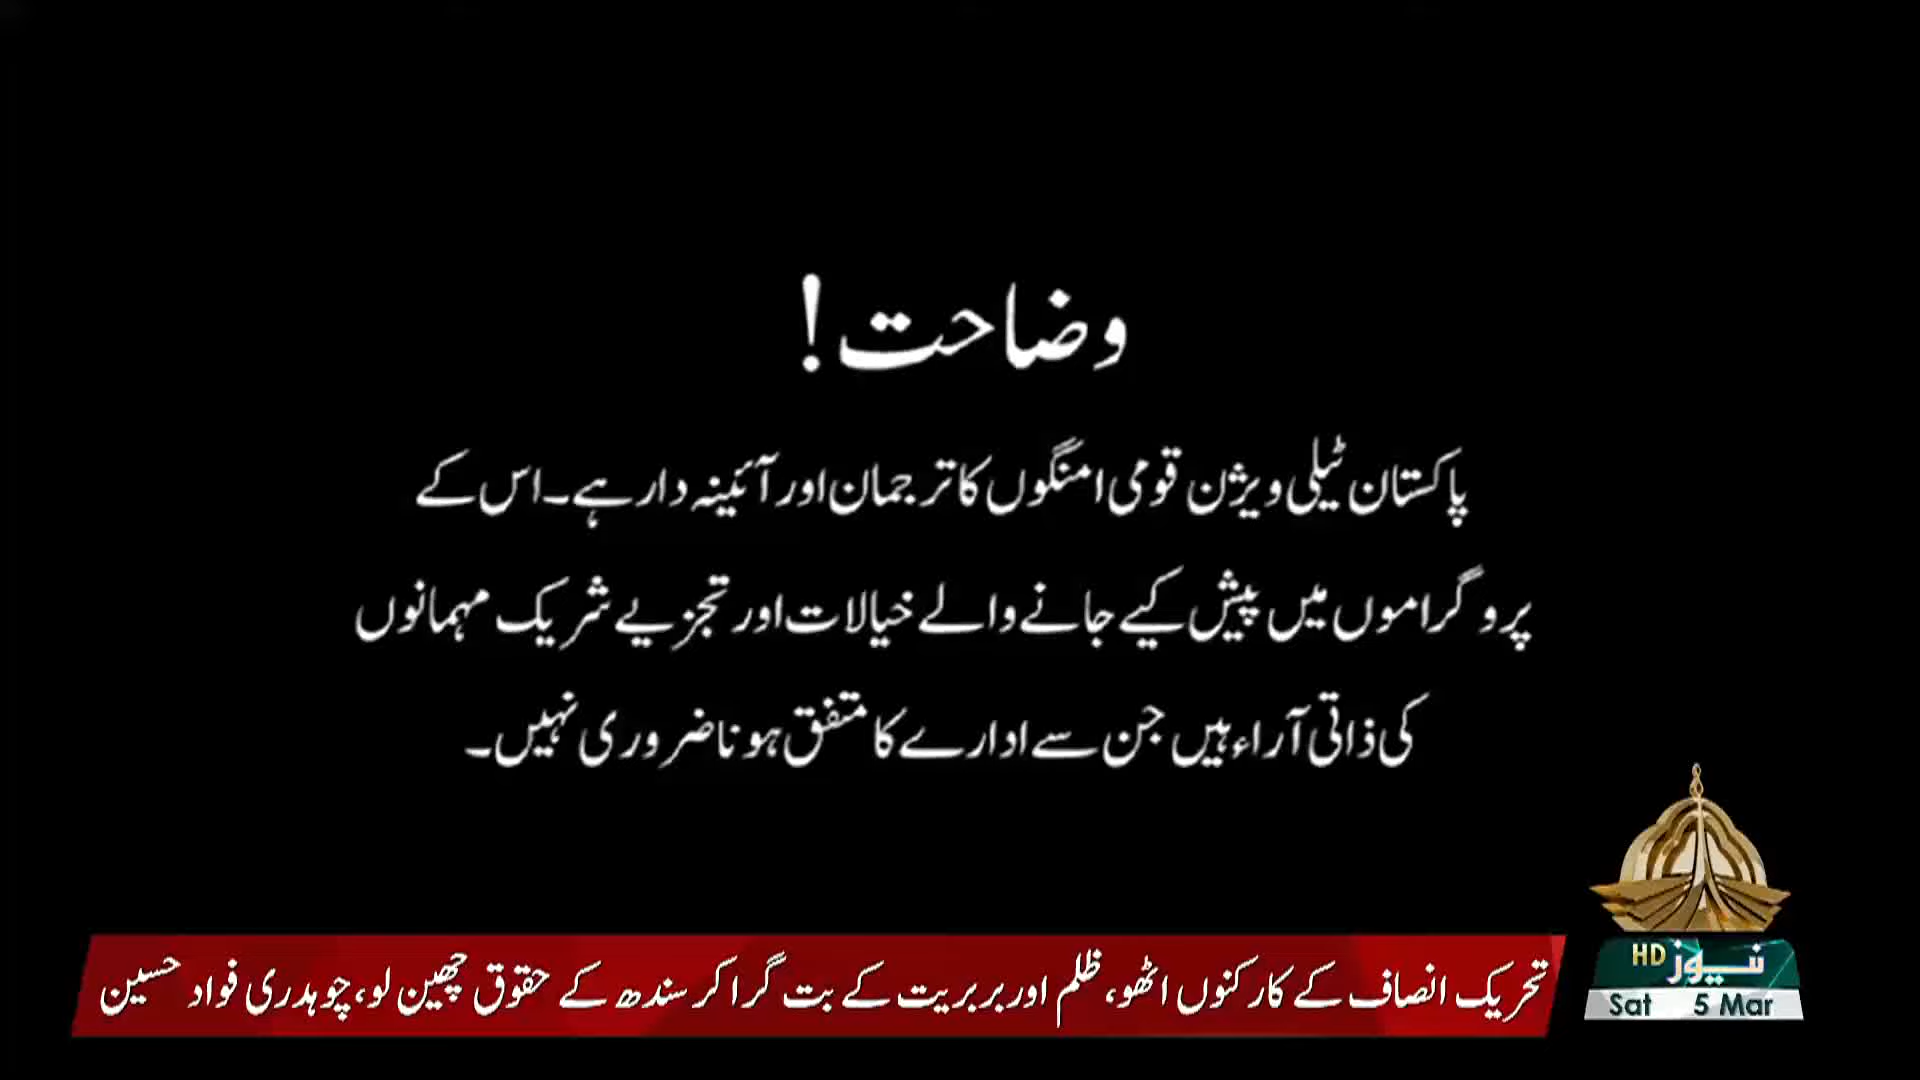 وضاحت!
پاکستان ٹیلی ویژن قومی امنگوں کا ترجمان اور آئینہ دار ہے۔ اس کے
پروگراموں میں پیش کیے جانے والے خیالات اور تجزیے شریک مہمانوں
کی ذاتی آراء ہیں جن سے ادارے کا متفق ہونا ضروری نہیں۔
نیوز HD
Sat 5 Mar
تحریک انصاف کے کارکنوں اٹھو، ظلم اور بربریت کے بت گرا کر سندھ کے حقوق چھین لو، چوہدری فواد حسین